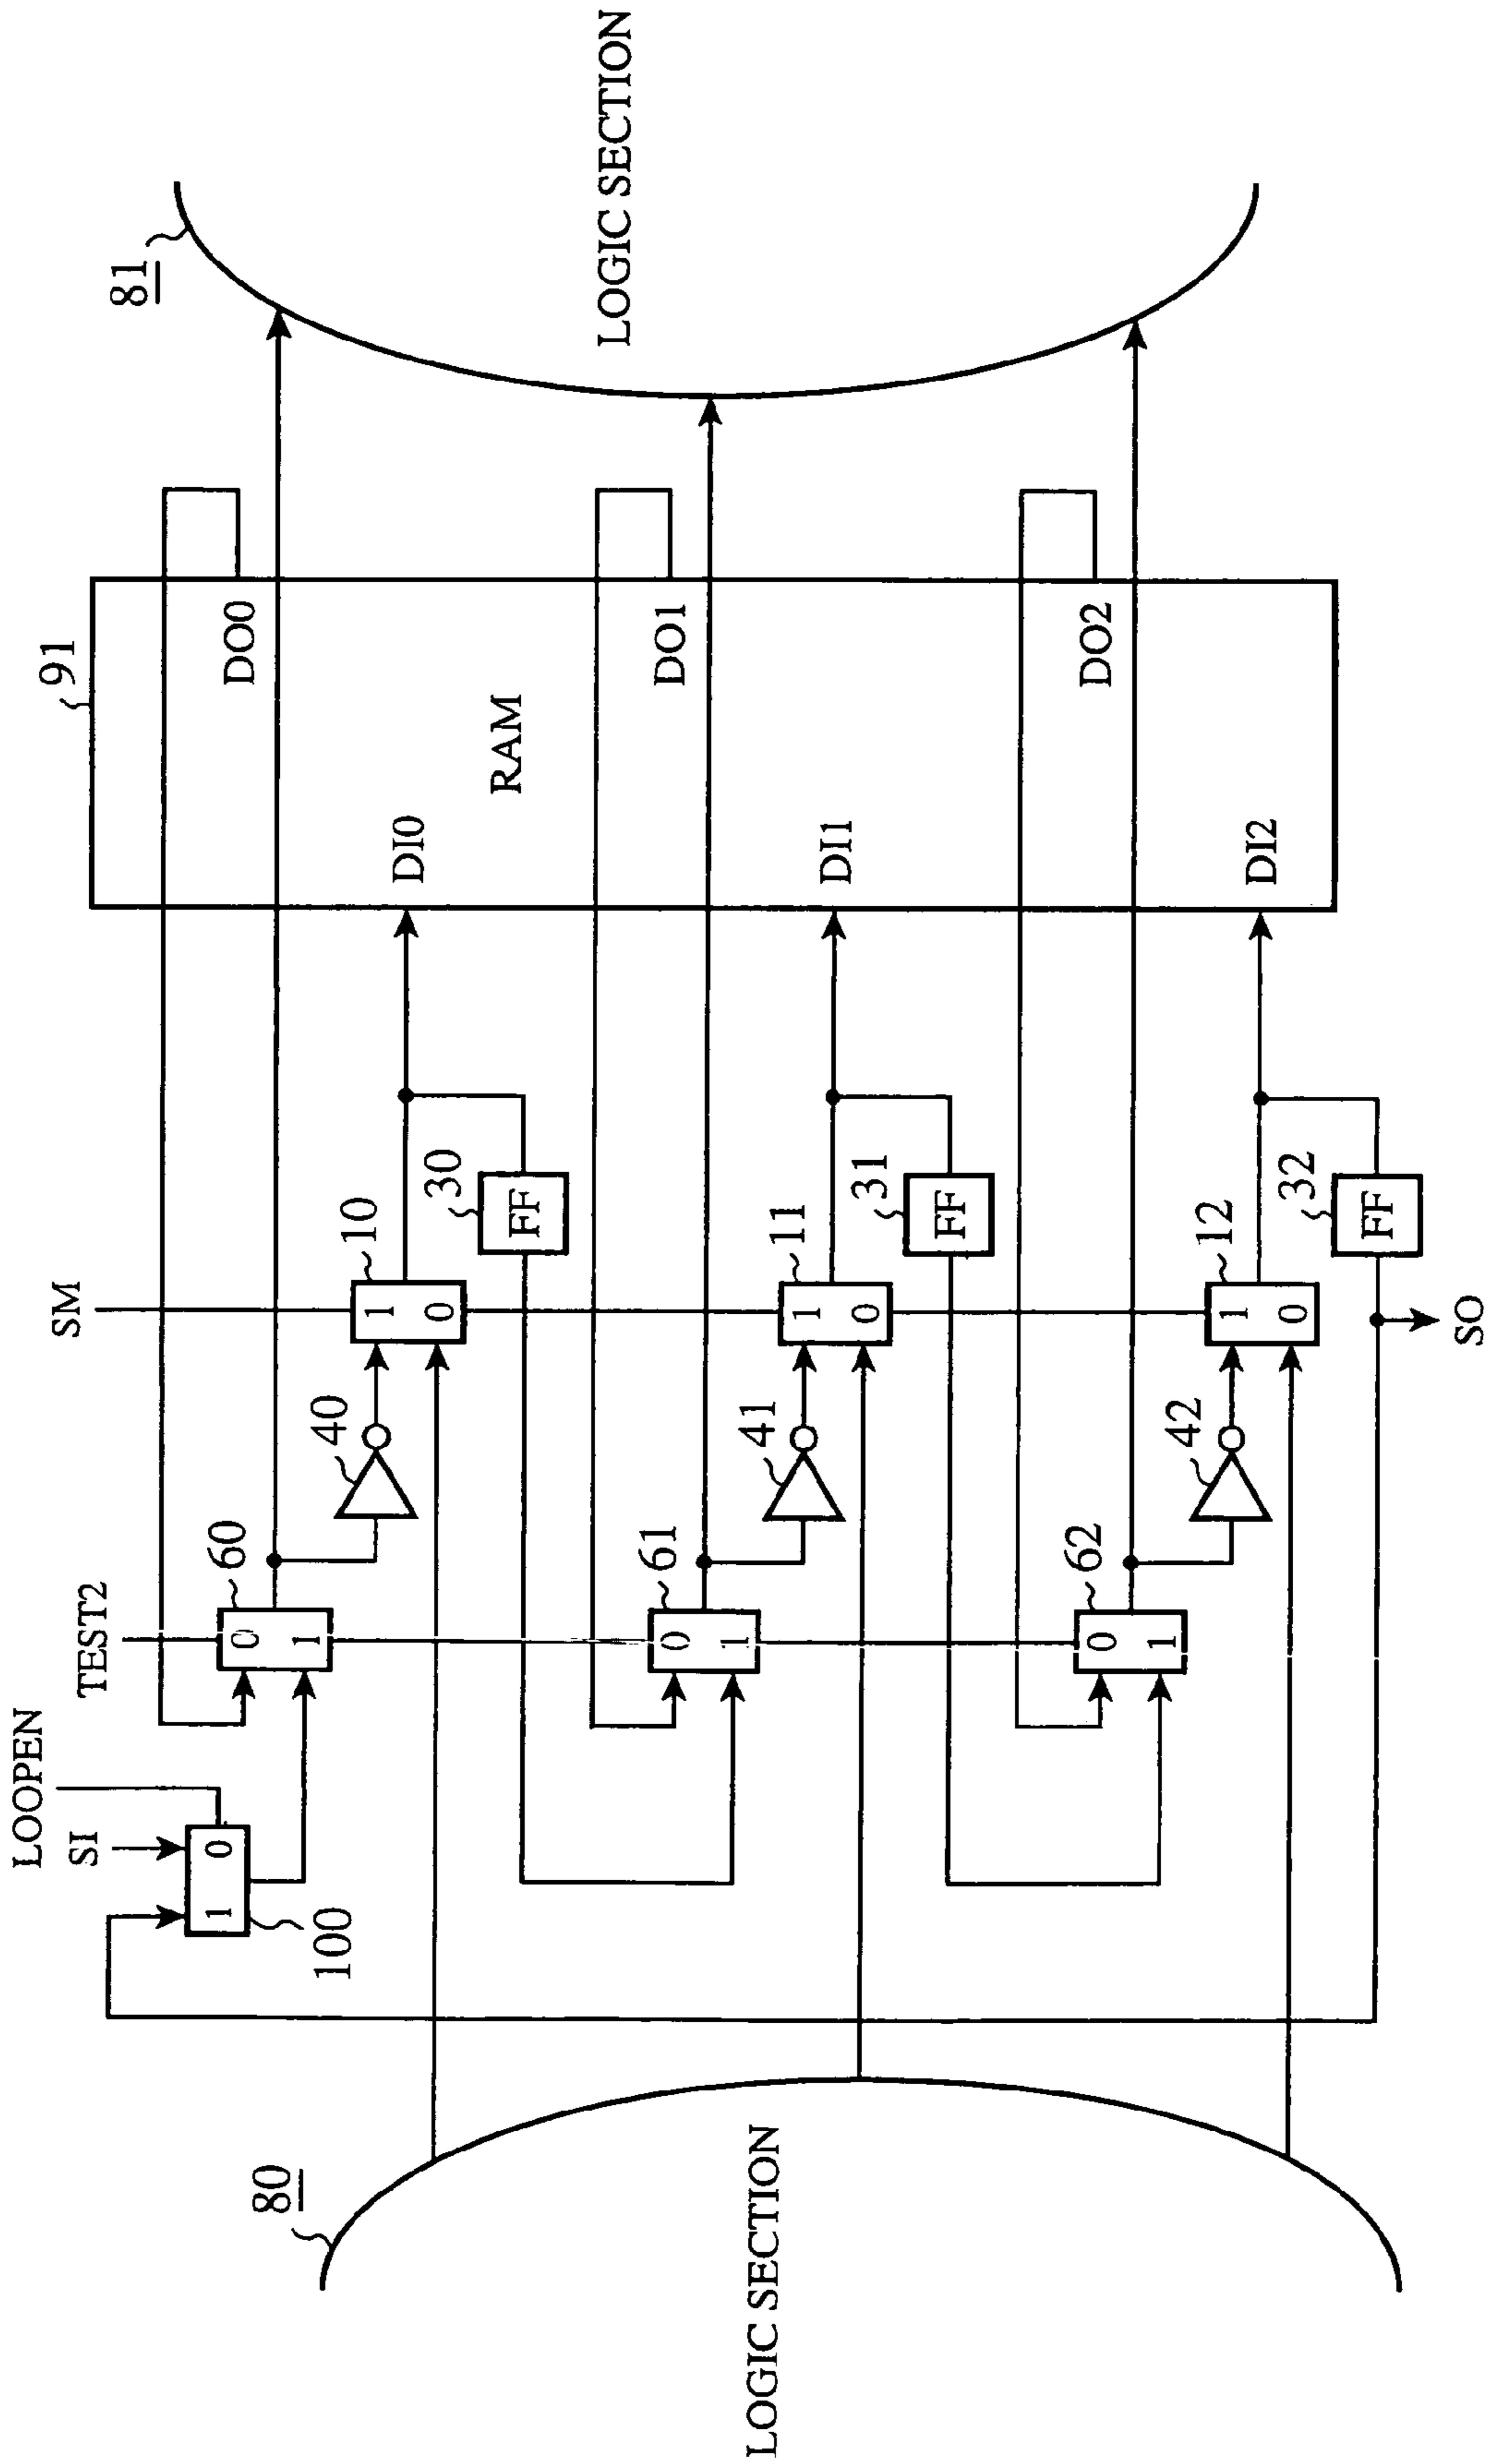 LOGIC SECTION
81
91
DO0
DO1
DO2
RAM
DI0
DI1
DI2
SM
10
30
FF
11
31
FF
12
32
FF
SO
1 0
1 0
1 0
40
41
42
TEST2
60
0 1
61
0 1
62
0 1
LOOPEN
SI
1 0
100
80
LOGIC SECTION